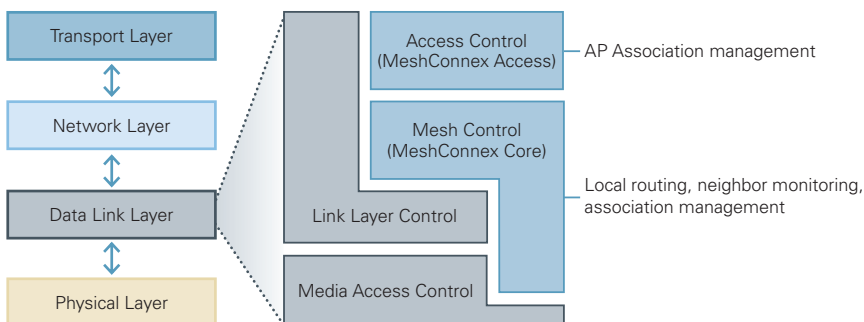 Transport Layer
Network Layer
Data Link Layer
Physical Layer
Access Control
(MeshConnex Access)
AP Association management
Mesh Control
(MeshConnex Core)
Local routing, neighbor monitoring,
association management
Link Layer Control
Media Access Control